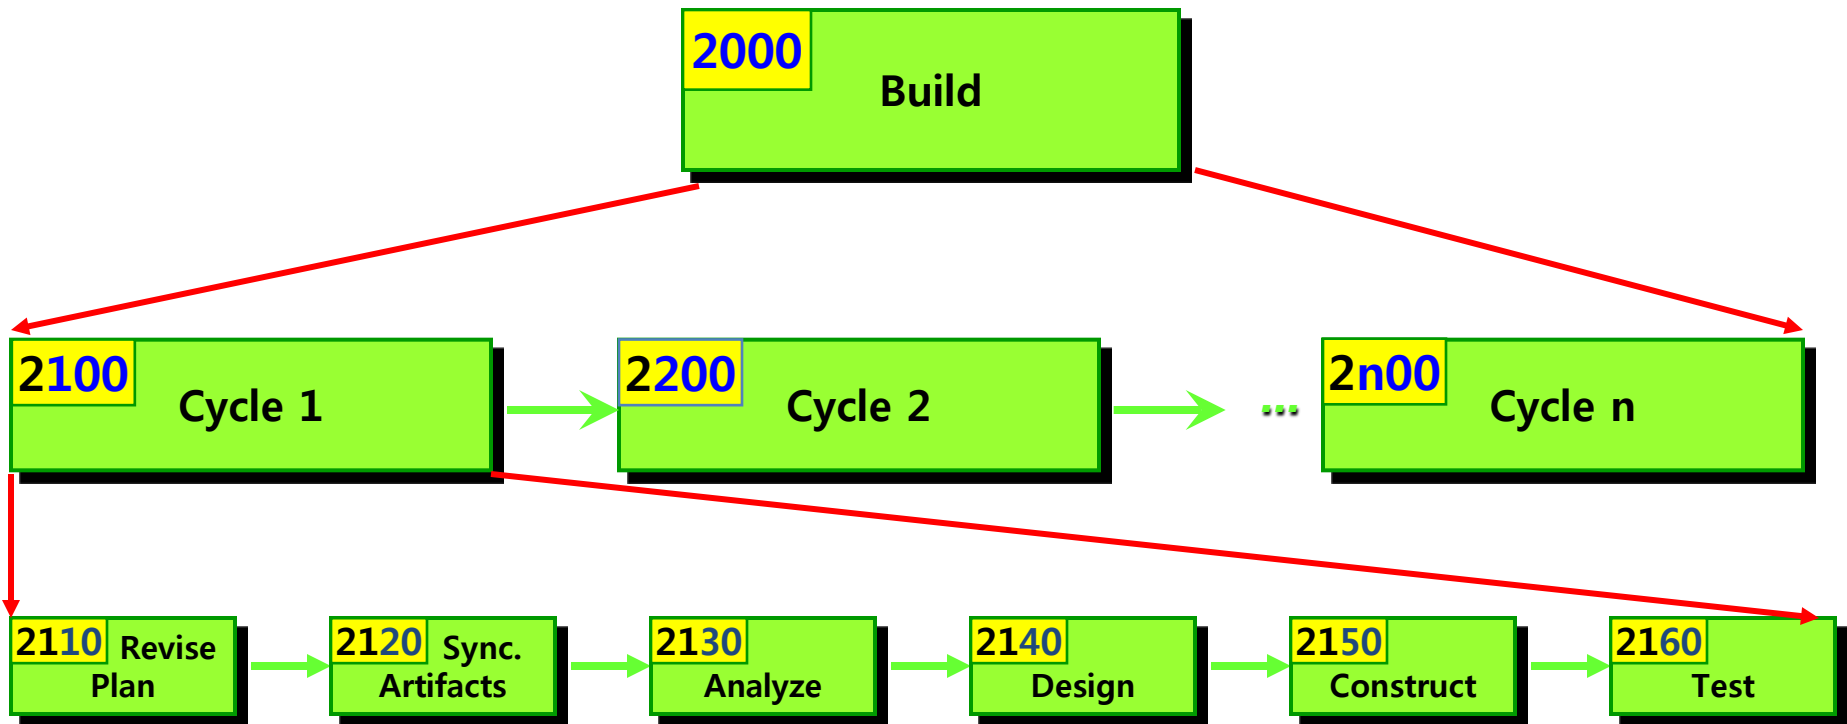 2000
Build
2100
Cycle 1
2200
Cycle 2
...
2n00
Cycle n
2110 Revise
Plan
2120 Sync.
Artifacts
2130
Analyze
2140
Design
2150
Construct
2160
Test